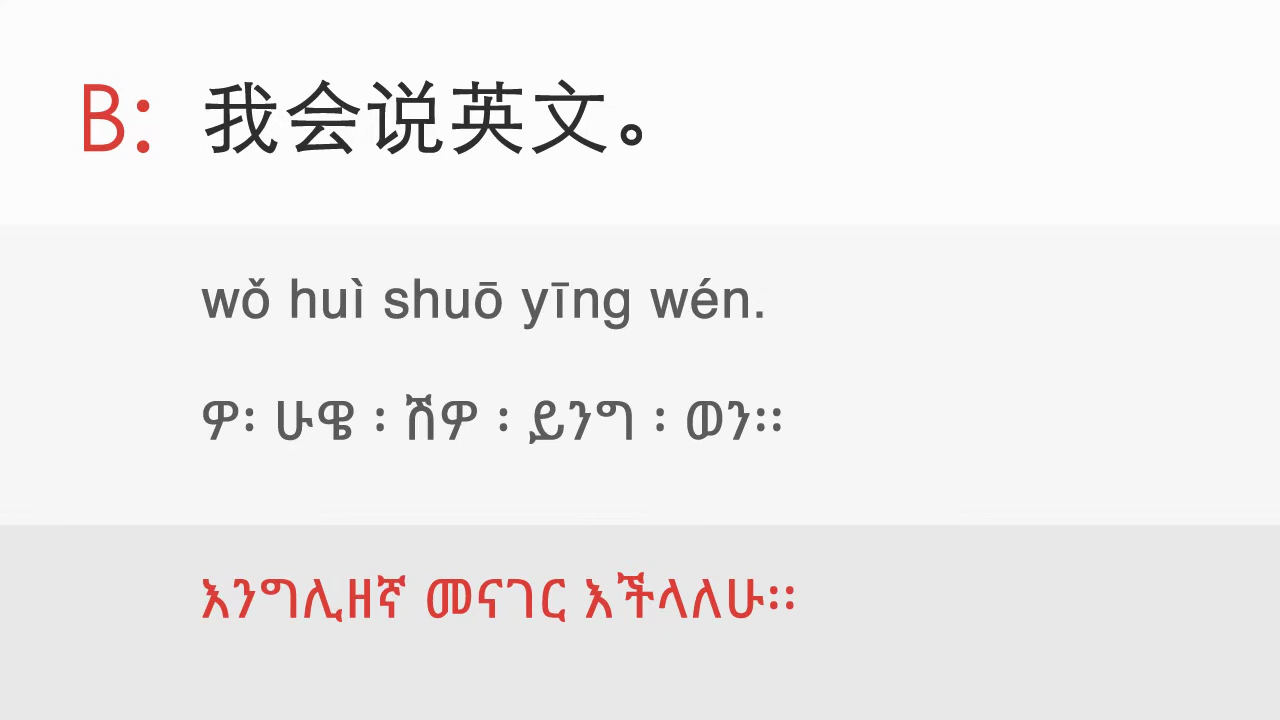 B: 我会说英文。
wǒ huì shuō yīng wén.
ዎ፡ ሁዌ ፡ ሽዎ ፡ ይንግ ፡ ወን፡፡
እንግሊዘኛ መናገር እችላለሁ፡፡